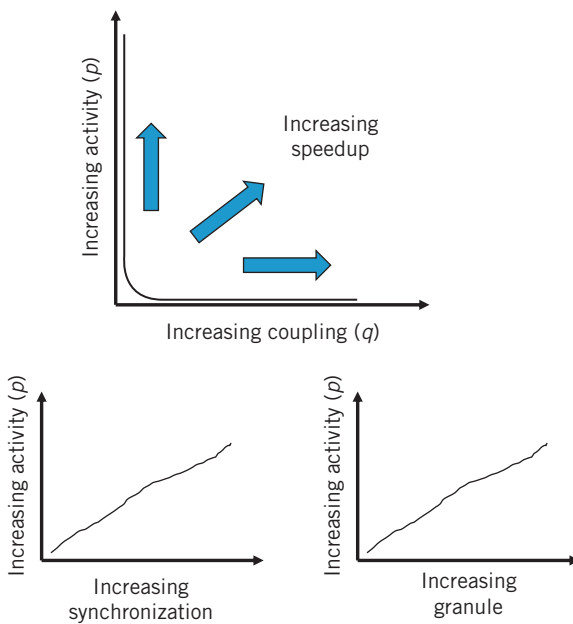 Increasing activity (p)
Increasing
speedup
Increasing coupling (q)
Increasing activity (p)
Increasing
synchronization
Increasing activity (p)
Increasing
granule